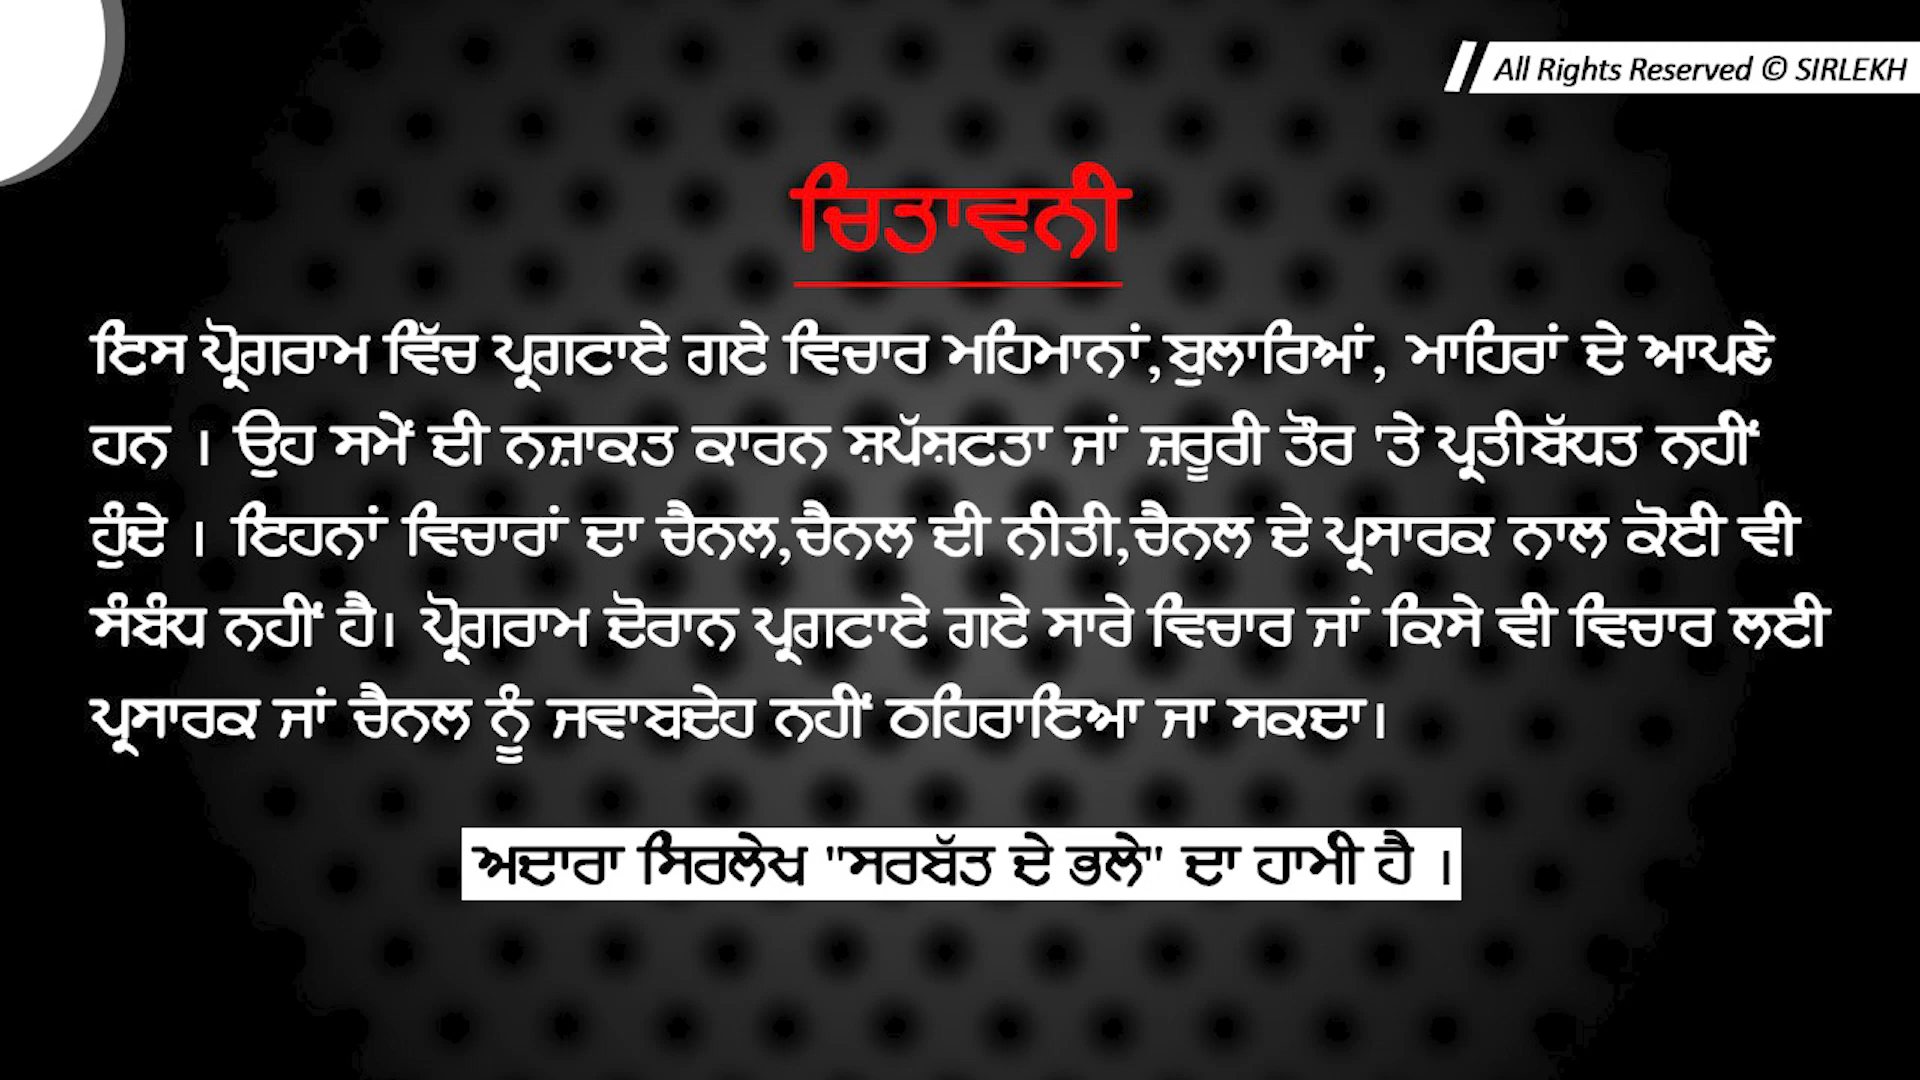 All Rights Reserved © SIRLEKH
ਚਿਤਾਵਨੀ
ਇਸ ਪ੍ਰੋਗਰਾਮ ਵਿੱਚ ਪ੍ਰਗਟਾਏ ਗਏ ਵਿਚਾਰ ਮਹਿਮਾਨਾਂ,ਬੁਲਾਰਿਆਂ, ਮਾਹਿਰਾਂ ਦੇ ਆਪਣੇ
ਹਨ । ਉਹ ਸਮੇਂ ਦੀ ਨਜ਼ਾਕਤ ਕਾਰਨ ਸ਼ਪੱਸ਼ਟਤਾ ਜਾਂ ਜ਼ਰੂਰੀ ਤੌਰ 'ਤੇ ਪ੍ਰਤੀਬੱਧਤ ਨਹੀਂ
ਹੁੰਦੇ । ਇਹਨਾਂ ਵਿਚਾਰਾਂ ਦਾ ਚੈਨਲ,ਚੈਨਲ ਦੀ ਨੀਤੀ,ਚੈਨਲ ਦੇ ਪ੍ਰਸਾਰਕ ਨਾਲ ਕੋਈ ਵੀ
ਸੰਬੰਧ ਨਹੀਂ ਹੈ। ਪ੍ਰੋਗਰਾਮ ਦੋਰਾਨ ਪ੍ਰਗਟਾਏ ਗਏ ਸਾਰੇ ਵਿਚਾਰ ਜਾਂ ਕਿਸੇ ਵੀ ਵਿਚਾਰ ਲਈ
ਪ੍ਰਸਾਰਕ ਜਾਂ ਚੈਨਲ ਨੂੰ ਜਵਾਬਦੇਹ ਨਹੀਂ ਠਹਿਰਾਇਆ ਜਾ ਸਕਦਾ।
ਅਦਾਰਾ ਸਿਰਲੇਖ "ਸਰਬੱਤ ਦੇ ਭਲੇ" ਦਾ ਹਾਮੀ ਹੈ ।